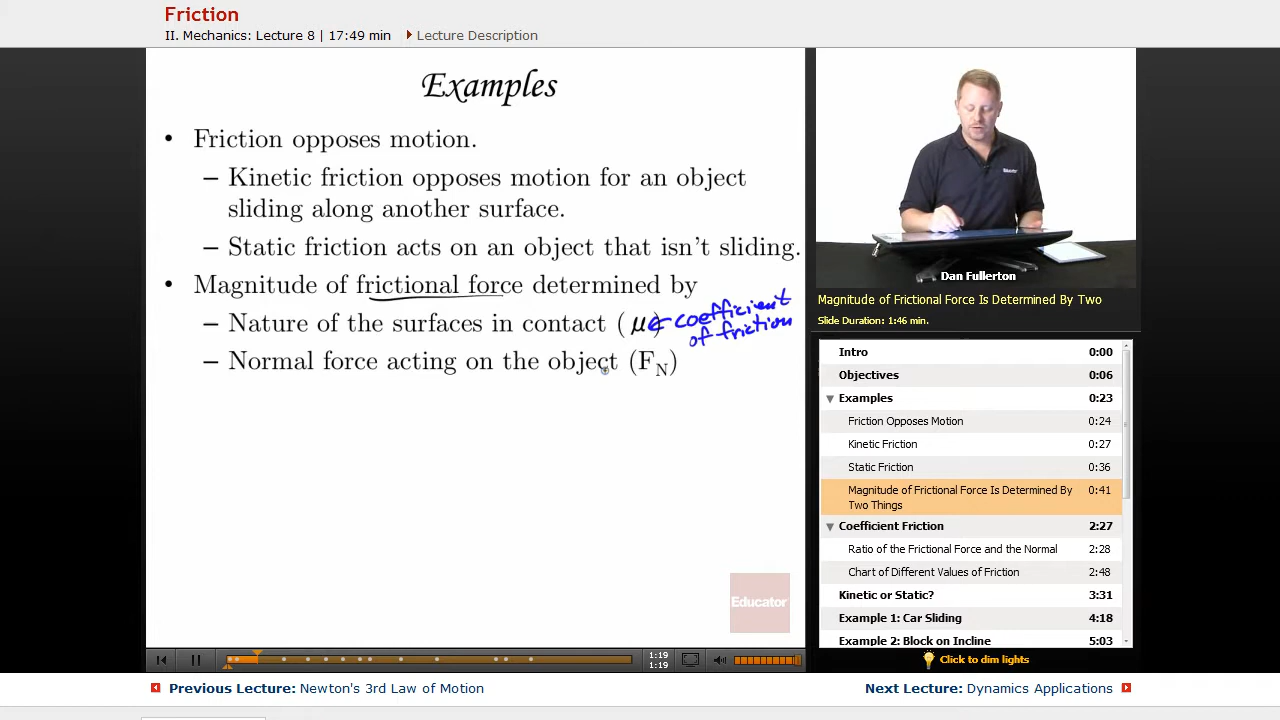 Friction
II. Mechanics: Lecture 8 | 17:49 min
Lecture Description
Examples
• Friction opposes motion.
– Kinetic friction opposes motion for an object
sliding along another surface.
– Static friction acts on an object that isn't sliding.
• Magnitude of frictional force determined by
– Nature of the surfaces in contact (μ)
coefficient
of friction
– Normal force acting on the object (FN)
Educator
Dan Fullerton
Magnitude of Frictional Force Is Determined By Two
Slide Duration: 1:46 min.
Intro 0:00
Objectives 0:06
Examples 0:23
Friction Opposes Motion 0:24
Kinetic Friction 0:27
Static Friction 0:36
Magnitude of Frictional Force Is Determined By 0:41
Two Things
Coefficient Friction 2:27
Ratio of the Frictional Force and the Normal 2:28
Chart of Different Values of Friction 2:48
Kinetic or Static? 3:31
Example 1: Car Sliding 4:18
Example 2: Block on Incline 5:03
1:19
1:19
Click to dim lights
Previous Lecture: Newton's 3rd Law of Motion
Next Lecture: Dynamics Applications